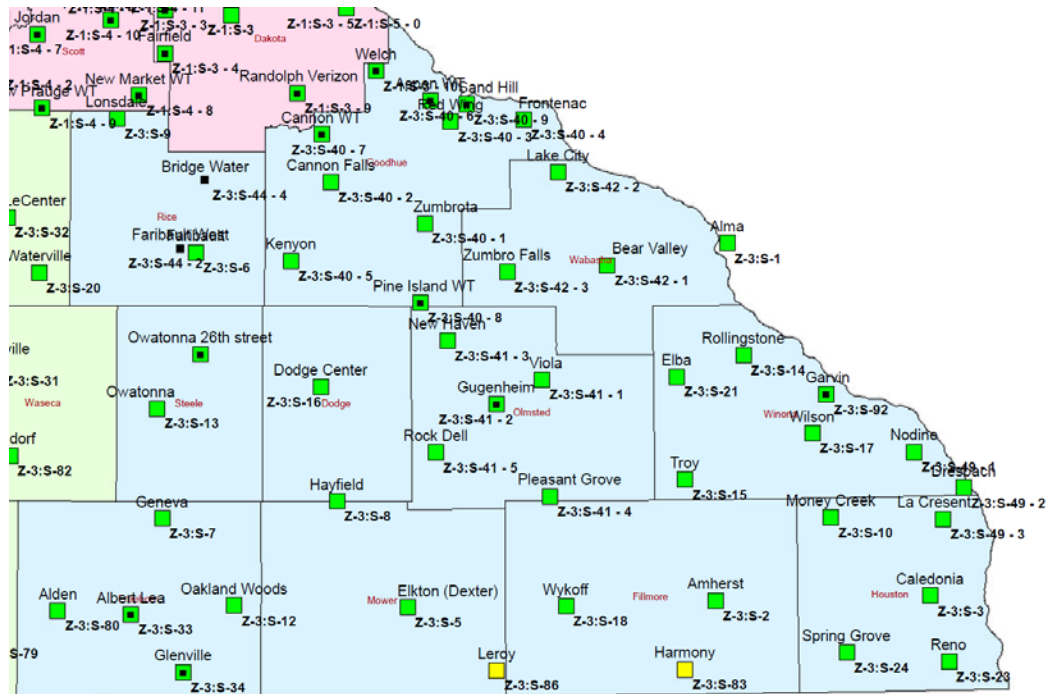 Jordan
Z-1:S-4 - 10
Z-1:S-3 - 3
Z-1:S-3
Z-1:S-3 - 5
Z-1:S-5 - 0
Dakota
Scott
Fairfield
Z-1:S-3 - 4
Welch
New Market WT
Z-1:S-4 - 8
Randolph Verizon
Z-1:S-3 - 9
Aspen WT
Sand Hill
Z-3:S-40 - 6
Z-3:S-40 - 9
Red Wing
Z-3:S-40 - 3
Frontenac
Z-3:S-40 - 4
Z-1:S-4 - 9
Lonsdale
Z-3:S-9
Cannon WT
Z-3:S-40 - 7
Goodhue
Cannon Falls
Z-3:S-40 - 2
Lake City
Z-3:S-42 - 2
Bridge Water
Z-3:S-44 - 4
LeCenter
Z-3:S-32
Rice
Faribault West
Z-3:S-44 - 2
Faribault
Z-3:S-6
Zumbrota
Z-3:S-40 - 1
Alma
Z-3:S-1
Waterville
Z-3:S-20
Kenyon
Z-3:S-40 - 5
Zumbro Falls
Z-3:S-42 - 3
Wabasha
Bear Valley
Z-3:S-42 - 1
Pine Island WT
Z-3:S-40 - 8
New Haven
Z-3:S-41 - 3
Owatonna 26th street
Rollingstone
Z-3:S-14
ville
Z-3:S-31
Waseca
Owatonna
Z-3:S-13
Steele
Dodge Center
Z-3:S-16
Dodge
Viola
Z-3:S-41 - 1
Gugenheim
Z-3:S-41 - 2
Olmsted
Elba
Z-3:S-21
Garvin
Z-3:S-92
Winona
Wilson
Z-3:S-17
dorf
Z-3:S-82
Rock Dell
Z-3:S-41 - 5
Nodine
Z-3:S-49 - 1
Dresbach
Z-3:S-49 - 2
Troy
Z-3:S-15
Hayfield
Z-3:S-8
Pleasant Grove
Z-3:S-41 - 4
Geneva
Z-3:S-7
Money Creek
Z-3:S-10
La Cresent
Z-3:S-49 - 3
Alden
Z-3:S-80
Albert Lea
Z-3:S-33
Oakland Woods
Z-3:S-12
Mower
Elkton (Dexter)
Z-3:S-5
Wykoff
Z-3:S-18
Fillmore
Amherst
Z-3:S-2
Houston
Caledonia
Z-3:S-3
S-79
Glenville
Z-3:S-34
Leroy
Z-3:S-86
Harmony
Z-3:S-83
Spring Grove
Z-3:S-24
Reno
Z-3:S-23